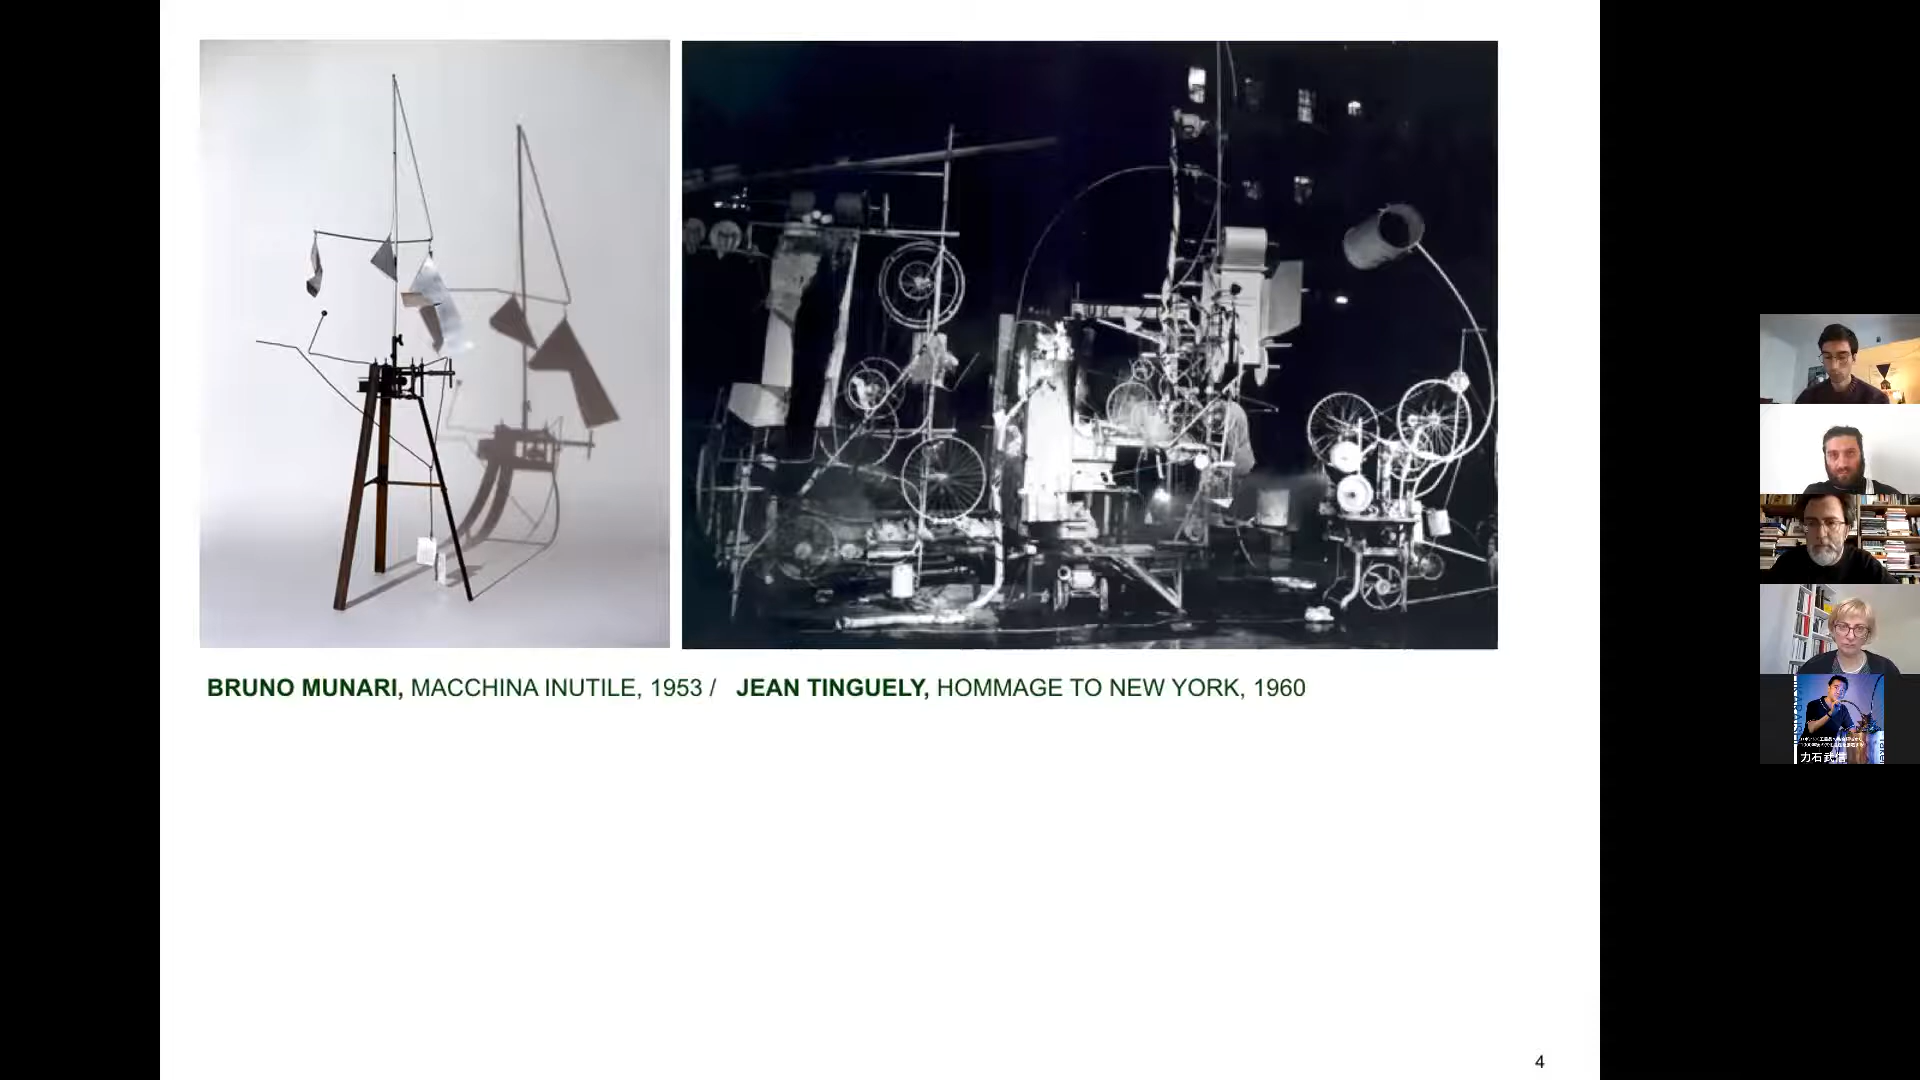 BRUNO MUNARI, MACCHINA INUTILE, 1953 / JEAN TINGUELY, HOMMAGE TO NEW YORK, 1960
力石武信
4